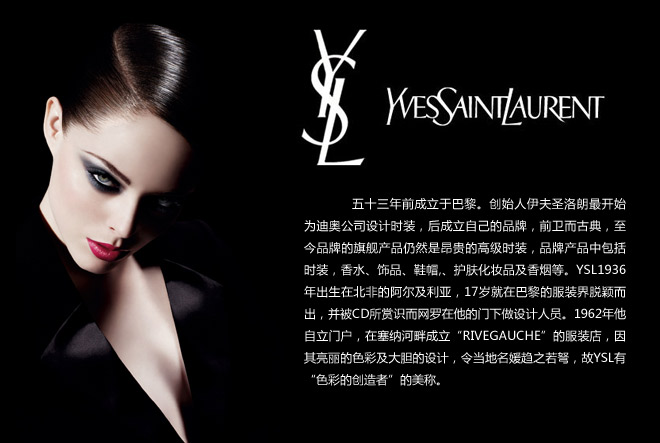 YSL
YVESSAINTLAURENT
五十三年前成立于巴黎。创始人伊夫圣洛朗最开始
为迪奥公司设计时装，后成立自己的品牌，前卫而古典，至
今品牌的旗舰产品仍然是昂贵的高级时装，品牌产品中包括
时装，香水、饰品、鞋帽,、护肤化妆品及香烟等。YSL1936
年出生在北非的阿尔及利亚，17岁就在巴黎的服装界脱颖而
出，并被CD所赏识而网罗在他的门下做设计人员。1962年他
自立门户，在塞纳河畔成立“RIVEGAUCHE”的服装店，因
其亮丽的色彩及大胆的设计，令当地名媛趋之若驽，故YSL有
“色彩的创造者”的美称。